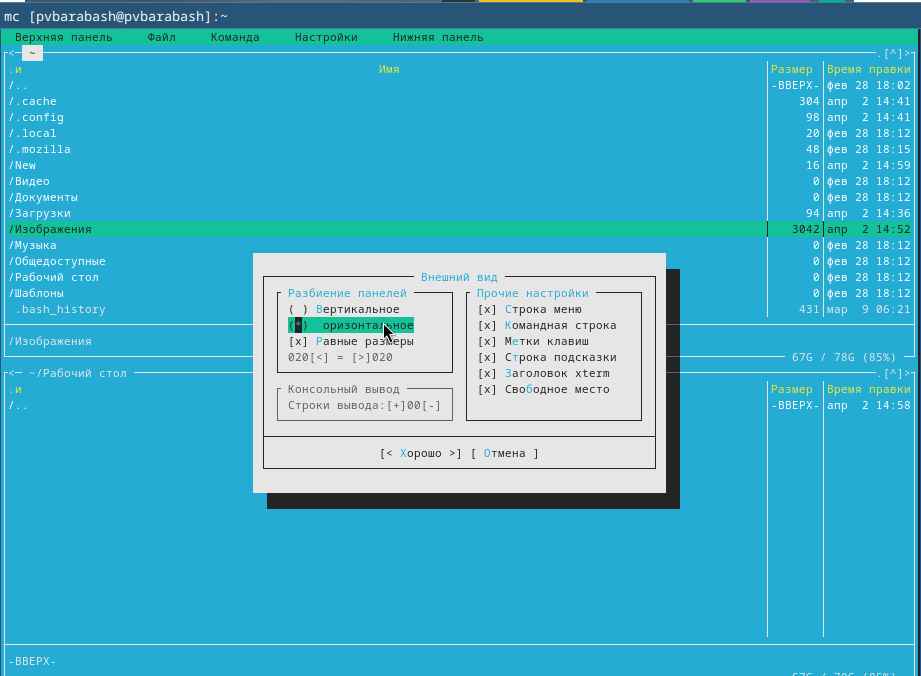 mc [pvbarabash@pvbarabash]:~
Верхняя панель Файл Команда Настройки Нижняя панель
<─ ~ .[^]>
.и Имя Размер Время правки
/.. -ВВЕРХ- фев 28 18:02
/.cache 304 апр 2 14:41
/.config 98 апр 2 14:41
/.local 20 фев 28 18:12
/.mozilla 48 фев 28 18:15
/New 16 апр 2 14:59
/Видео 0 фев 28 18:12
/Документы 0 фев 28 18:12
/Загрузки 94 апр 2 14:36
/Изображения 3042 апр 2 14:52
/Музыка 0 фев 28 18:12
/Общедоступные 0 фев 28 18:12
/Рабочий стол 0 фев 28 18:12
/Шаблоны 0 фев 28 18:12
.bash_history 431 мар 9 06:21
/Изображения
67G / 78G (85%)
<─ ~/Рабочий стол .[^]>
.и Размер Время правки
/.. -ВВЕРХ- апр 2 14:58
-ВВЕРХ-
67G / 78G (85%)
Внешний вид
Разбиение панелей
( ) Вертикальное
(*) оризонтальное
[x] Равные размеры
020[<] = [>]020
Консольный вывод
Строки вывода:[+]00[-]
Прочие настройки
[x] Строка меню
[x] Командная строка
[x] Метки клавиш
[x] Строка подсказки
[x] Заголовок xterm
[x] Свободное место
[< Хорошо >] [ Отмена ]